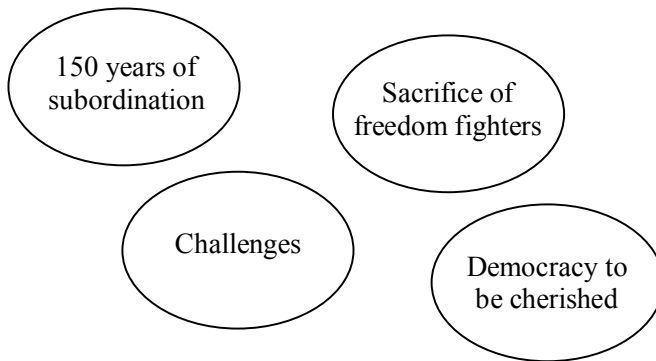 150 years of
subordination
Sacrifice of
freedom fighters
Challenges
Democracy to
be cherished